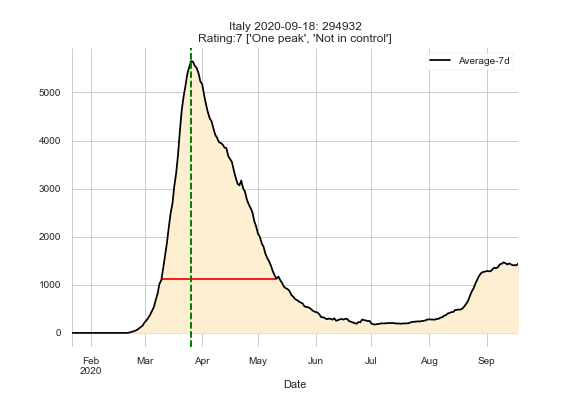 Italy 2020-09-18: 294932
Rating:7 ['One peak', 'Not in control']
Average-7d
5000
4000
3000
2000
1000
0
Feb Mar Apr May Jun Jul Aug Sep
2020
Date